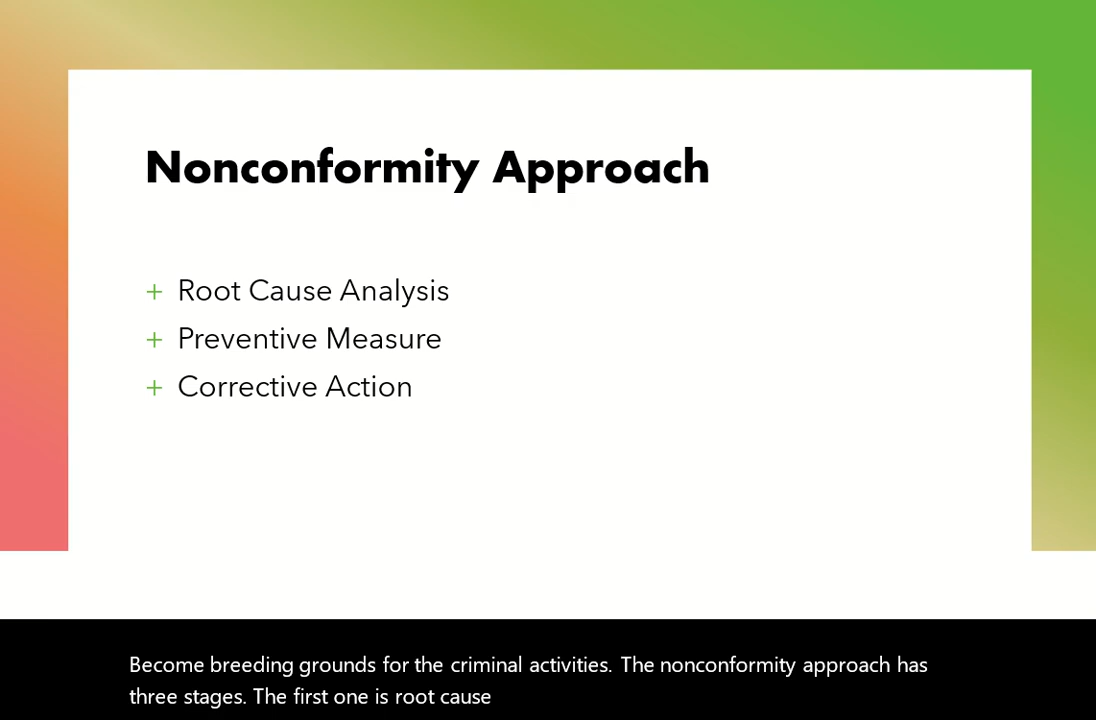 Nonconformity Approach
+ Root Cause Analysis
+ Preventive Measure
+ Corrective Action
Become breeding grounds for the criminal activities. The nonconformity approach has
three stages. The first one is root cause